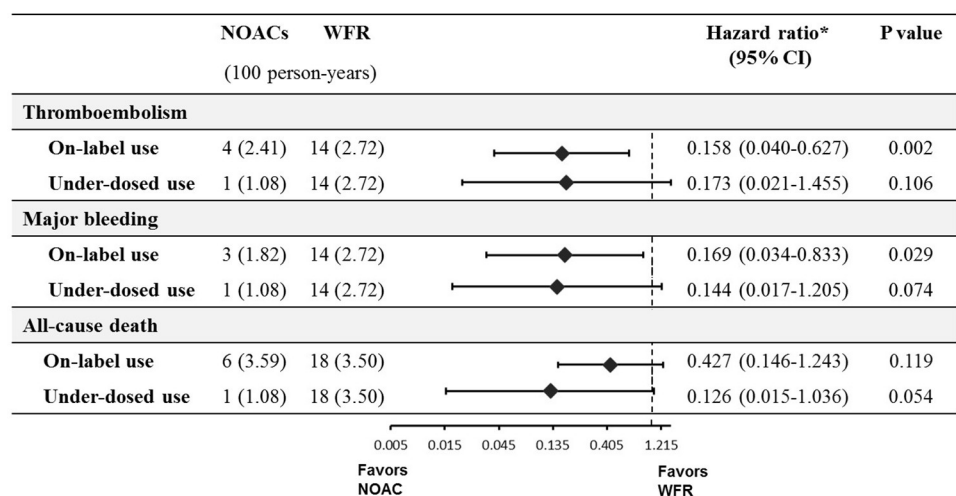 NOACs WFR Hazard ratio* P value
(100 person-years) (95% CI)
Thromboembolism
On-label use 4 (2.41) 14 (2.72) 0.158 (0.040-0.627) 0.002
Under-dosed use 1 (1.08) 14 (2.72) 0.173 (0.021-1.455) 0.106
Major bleeding
On-label use 3 (1.82) 14 (2.72) 0.169 (0.034-0.833) 0.029
Under-dosed use 1 (1.08) 14 (2.72) 0.144 (0.017-1.205) 0.074
All-cause death
On-label use 6 (3.59) 18 (3.50) 0.427 (0.146-1.243) 0.119
Under-dosed use 1 (1.08) 18 (3.50) 0.126 (0.015-1.036) 0.054
0.005 0.015 0.045 0.135 0.405 1.215
Favors Favors
NOAC WFR